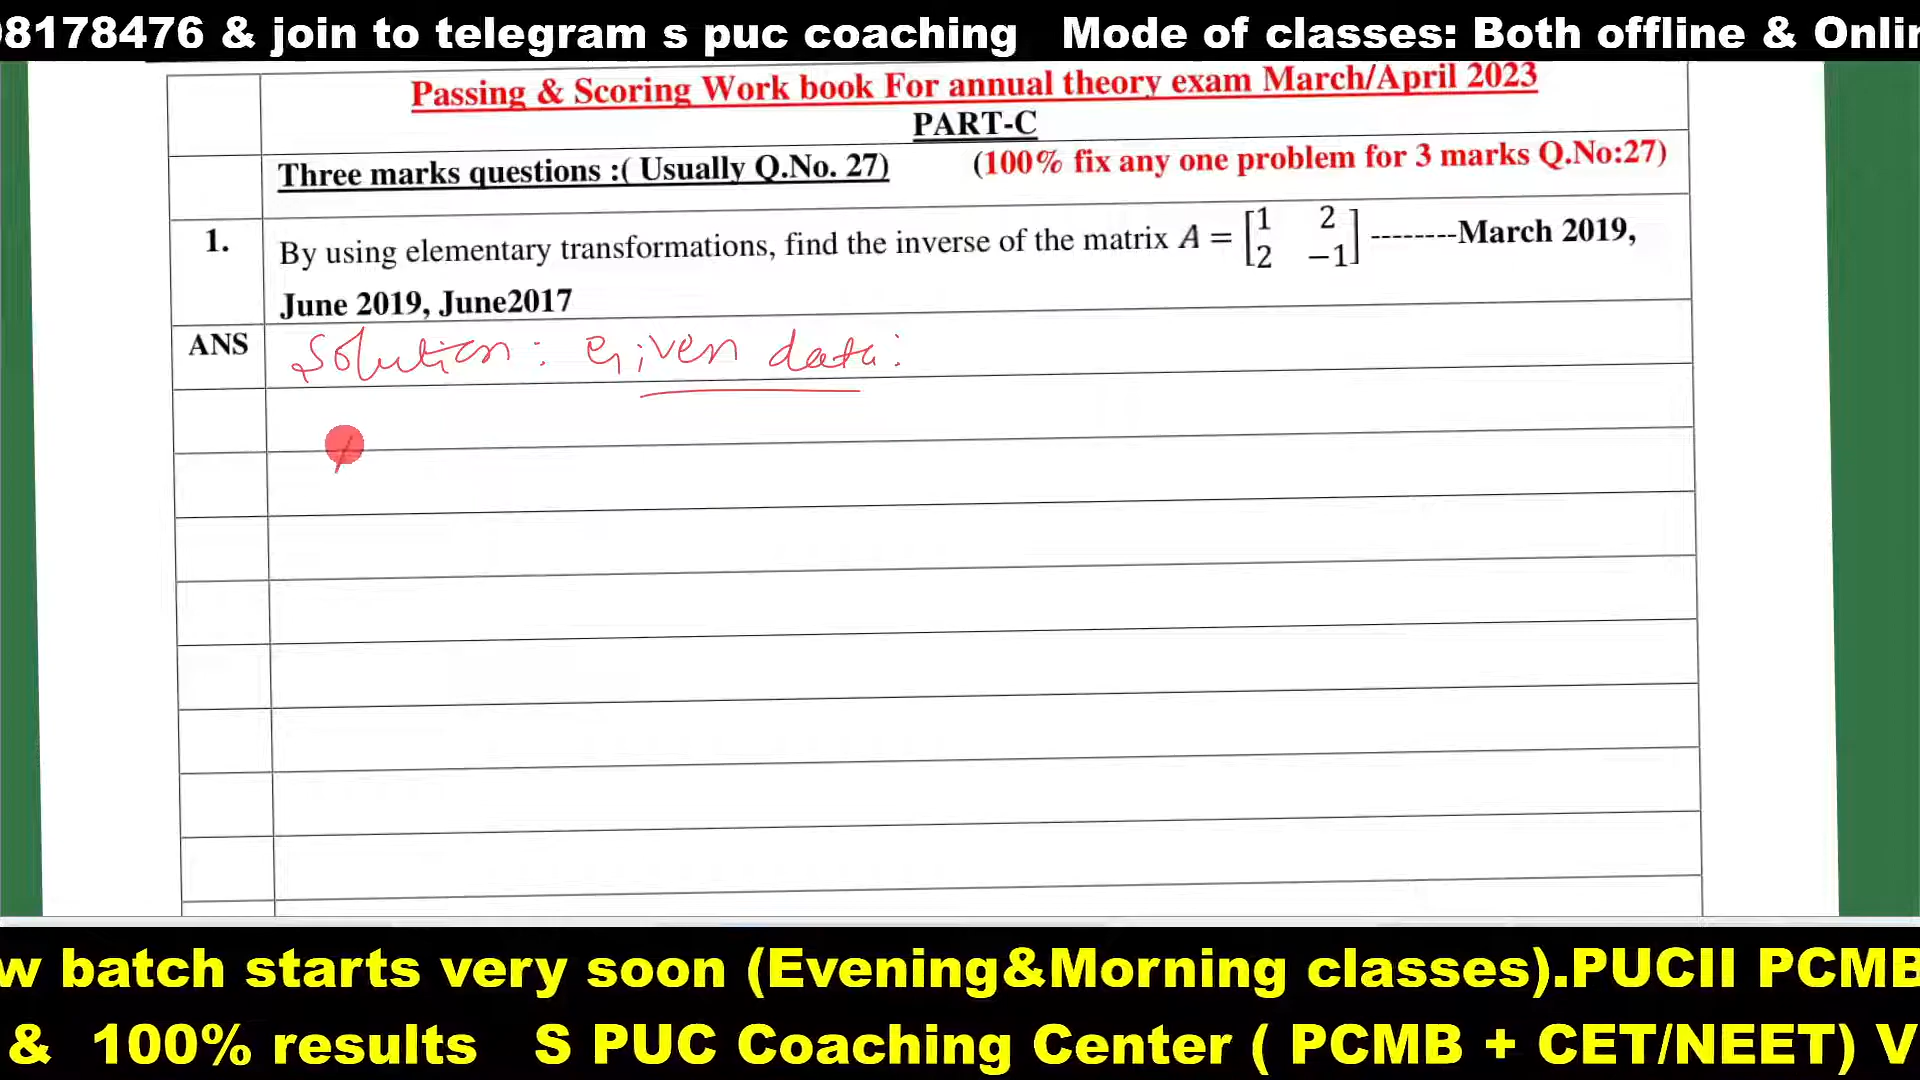 98178476 & join to telegram s puc coaching   Mode of classes: Both offline & Onlin
Passing & Scoring Work book For annual theory exam March/April 2023
PART-C
Three marks questions :( Usually Q.No. 27)   (100% fix any one problem for 3 marks Q.No:27)
1. By using elementary transformations, find the inverse of the matrix A = [1 2
2 −1] --------March 2019,
June 2019, June2017
ANS Solution: Given data:
w batch starts very soon (Evening&Morning classes).PUCII PCMB
& 100% results   S PUC Coaching Center ( PCMB + CET/NEET) V